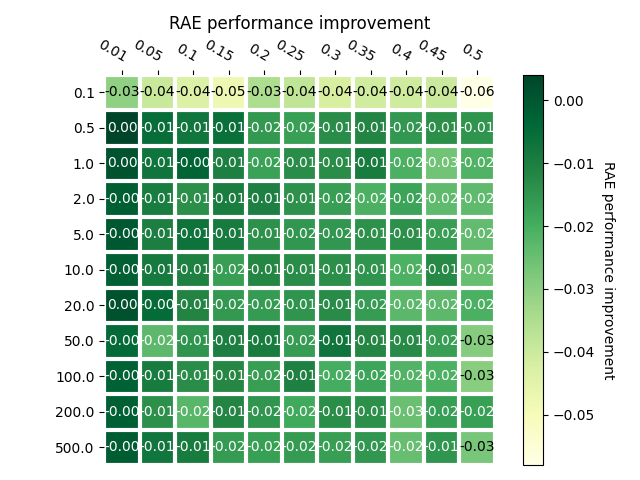 RAE performance improvement
0.01 0.05 0.1 0.15 0.2 0.25 0.3 0.35 0.4 0.45 0.5
0.1 -0.03 -0.04 -0.04 -0.05 -0.03 -0.04 -0.04 -0.04 -0.04 -0.04 -0.06
0.5 0.00 -0.01 -0.01 -0.01 -0.02 -0.02 -0.01 -0.01 -0.02 -0.01 -0.01
1.0 0.00 -0.01 -0.00 -0.01 -0.02 -0.01 -0.01 -0.01 -0.02 -0.03 -0.02
2.0 -0.00 -0.01 -0.01 -0.01 -0.01 -0.01 -0.02 -0.02 -0.02 -0.02 -0.02
5.0 -0.00 -0.01 -0.01 -0.01 -0.01 -0.02 -0.02 -0.01 -0.01 -0.02 -0.02
10.0 -0.00 -0.01 -0.01 -0.02 -0.01 -0.01 -0.01 -0.01 -0.02 -0.01 -0.02
20.0 0.00 -0.00 -0.01 -0.02 -0.01 -0.02 -0.01 -0.02 -0.02 -0.02 -0.02
50.0 -0.00 -0.02 -0.01 -0.01 -0.01 -0.02 -0.01 -0.01 -0.01 -0.02 -0.03
100.0 -0.00 -0.01 -0.01 -0.01 -0.02 -0.01 -0.02 -0.02 -0.02 -0.02 -0.03
200.0 -0.00 -0.01 -0.02 -0.01 -0.02 -0.02 -0.01 -0.01 -0.03 -0.02 -0.02
500.0 -0.00 -0.01 -0.01 -0.02 -0.02 -0.02 -0.02 -0.02 -0.02 -0.01 -0.03
0.00
−0.01
−0.02
−0.03
−0.04
−0.05
RAE performance improvement